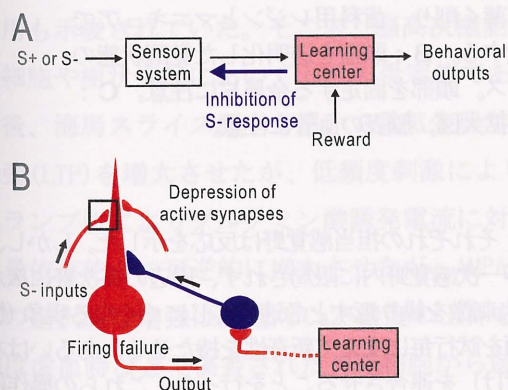 A
S+ or S-
Sensory
system
Learning
center
Behavioral
outputs
Inhibition of
S- response
Reward
B
Depression of
active synapses
S- inputs
Firing failure
Output
Learning
center